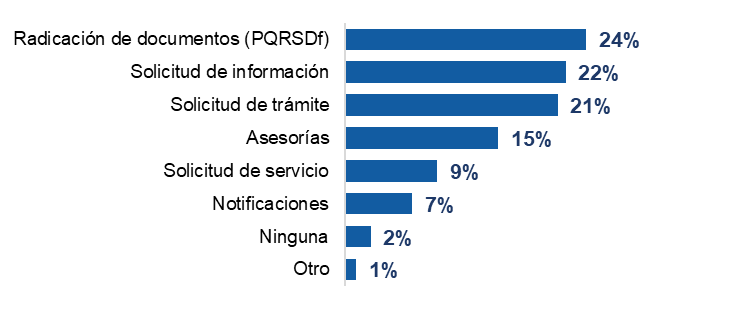 Radicación de documentos (PQRSDf) 24%
Solicitud de información 22%
Solicitud de trámite 21%
Asesorías 15%
Solicitud de servicio 9%
Notificaciones 7%
Ninguna 2%
Otro 1%